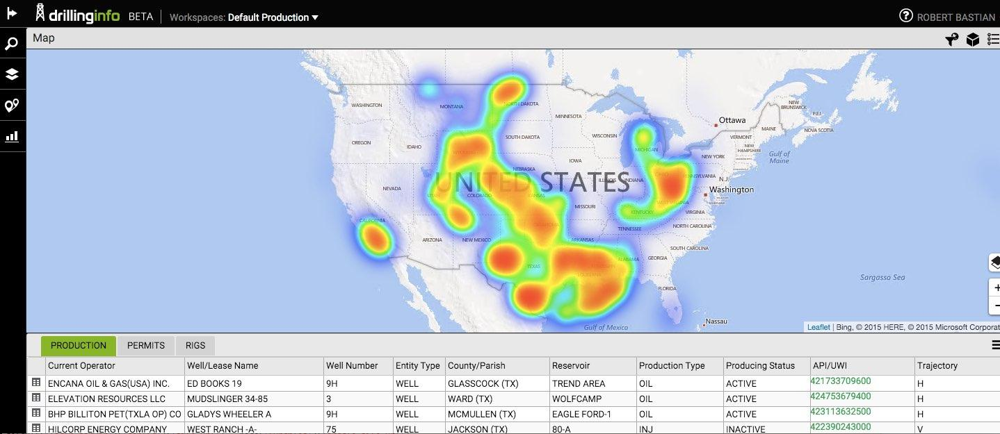 drillinginfo BETA Workspaces: Default Production ROBERT BASTIAN
Map
WASHINGTON
MONTANA
NORTH DAKOTA
MINNESOTA
Ottawa
NEW BRUNSWICK
P.E.I.
NOVA SCOTIA
MAINE
OREGON
IDAHO
WYOMING
SOUTH DAKOTA
WISCONSIN
MICHIGAN
VERMONT
NEW HAMPSHIRE
NEW YORK
Gulf of Maine
IOWA
NEBRASKA
UNITED STATES
ILLINOIS
INDIANA
OHIO
PENNSYLVANIA
N.J.
Washington
NEVADA
UTAH
COLORADO
KANSAS
MISSOURI
KENTUCKY
WEST VIRGINIA
MARYLAND
VIRGINIA
CALIFORNIA
OKLAHOMA
TENNESSEE
NORTH CAROLINA
ARIZONA
NEW MEXICO
ARKANSAS
SOUTH CAROLINA
TEXAS
MISSISSIPPI
ALABAMA
GEORGIA
LOUISIANA
Sargasso Sea
FLORIDA
Nassau
Gulf of Mexico
Leaflet | Bing, © 2015 HERE, © 2015 Microsoft Corporat
PRODUCTION PERMITS RIGS
Current Operator Well/Lease Name Well Number Entity Type County/Parish Reservoir Production Type Producing Status API/UWI Trajectory
ENCANA OIL & GAS(USA) INC. ED BOOKS 19 9H WELL GLASSCOCK (TX) TREND AREA OIL ACTIVE 421733709600 H
ELEVATION RESOURCES LLC MUDSLINGER 34-85 3 WELL WARD (TX) WOLFCAMP OIL ACTIVE 424753679400 H
BHP BILLITON PET(TXLA OP) CO GLADYS WHEELER A 9H WELL MCMULLEN (TX) EAGLE FORD-1 OIL ACTIVE 423113632500 H
HILCORP ENERGY COMPANY WEST RANCH -A- 75 WELL JACKSON (TX) 80-A INJ INACTIVE 422390243000 V